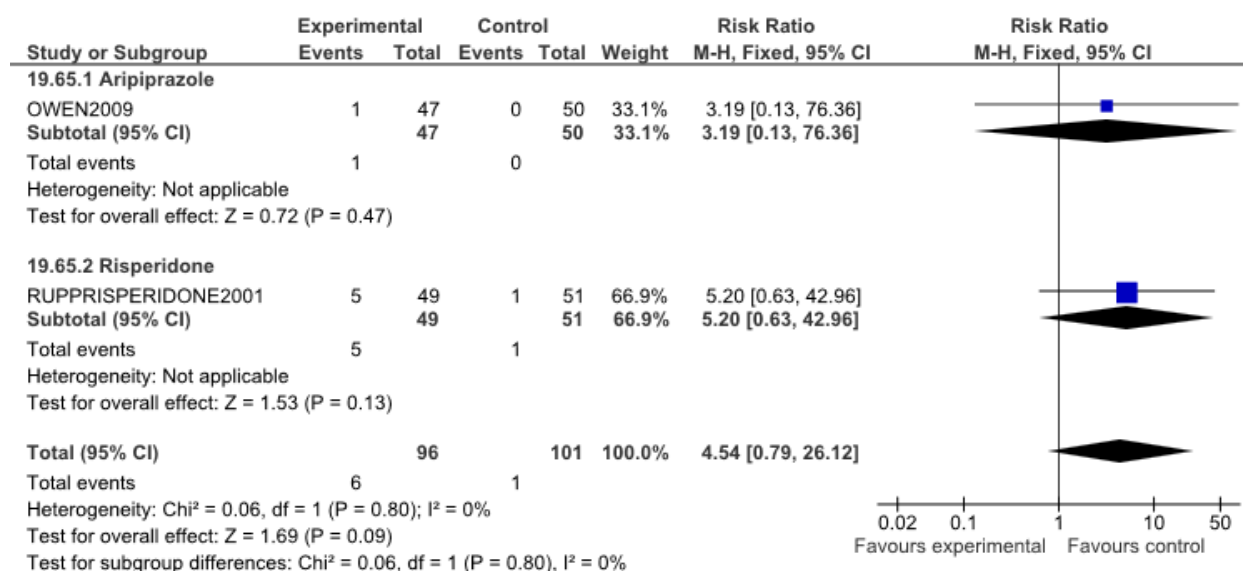 Experimental Control Risk Ratio Risk Ratio
Study or Subgroup Events Total Events Total Weight M-H, Fixed, 95% CI M-H, Fixed, 95% CI
19.65.1 Aripiprazole
OWEN2009 1 47 0 50 33.1% 3.19 [0.13, 76.36]
Subtotal (95% CI) 47 50 33.1% 3.19 [0.13, 76.36]
Total events 1 0
Heterogeneity: Not applicable
Test for overall effect: Z = 0.72 (P = 0.47)
19.65.2 Risperidone
RUPPRISPERIDONE2001 5 49 1 51 66.9% 5.20 [0.63, 42.96]
Subtotal (95% CI) 49 51 66.9% 5.20 [0.63, 42.96]
Total events 5 1
Heterogeneity: Not applicable
Test for overall effect: Z = 1.53 (P = 0.13)
Total (95% CI) 96 101 100.0% 4.54 [0.79, 26.12]
Total events 6 1
Heterogeneity: Chi² = 0.06, df = 1 (P = 0.80); I² = 0%
Test for overall effect: Z = 1.69 (P = 0.09)
Test for subgroup differences: Chi² = 0.06, df = 1 (P = 0.80), I² = 0%
0.02 0.1 1 10 50
Favours experimental Favours control